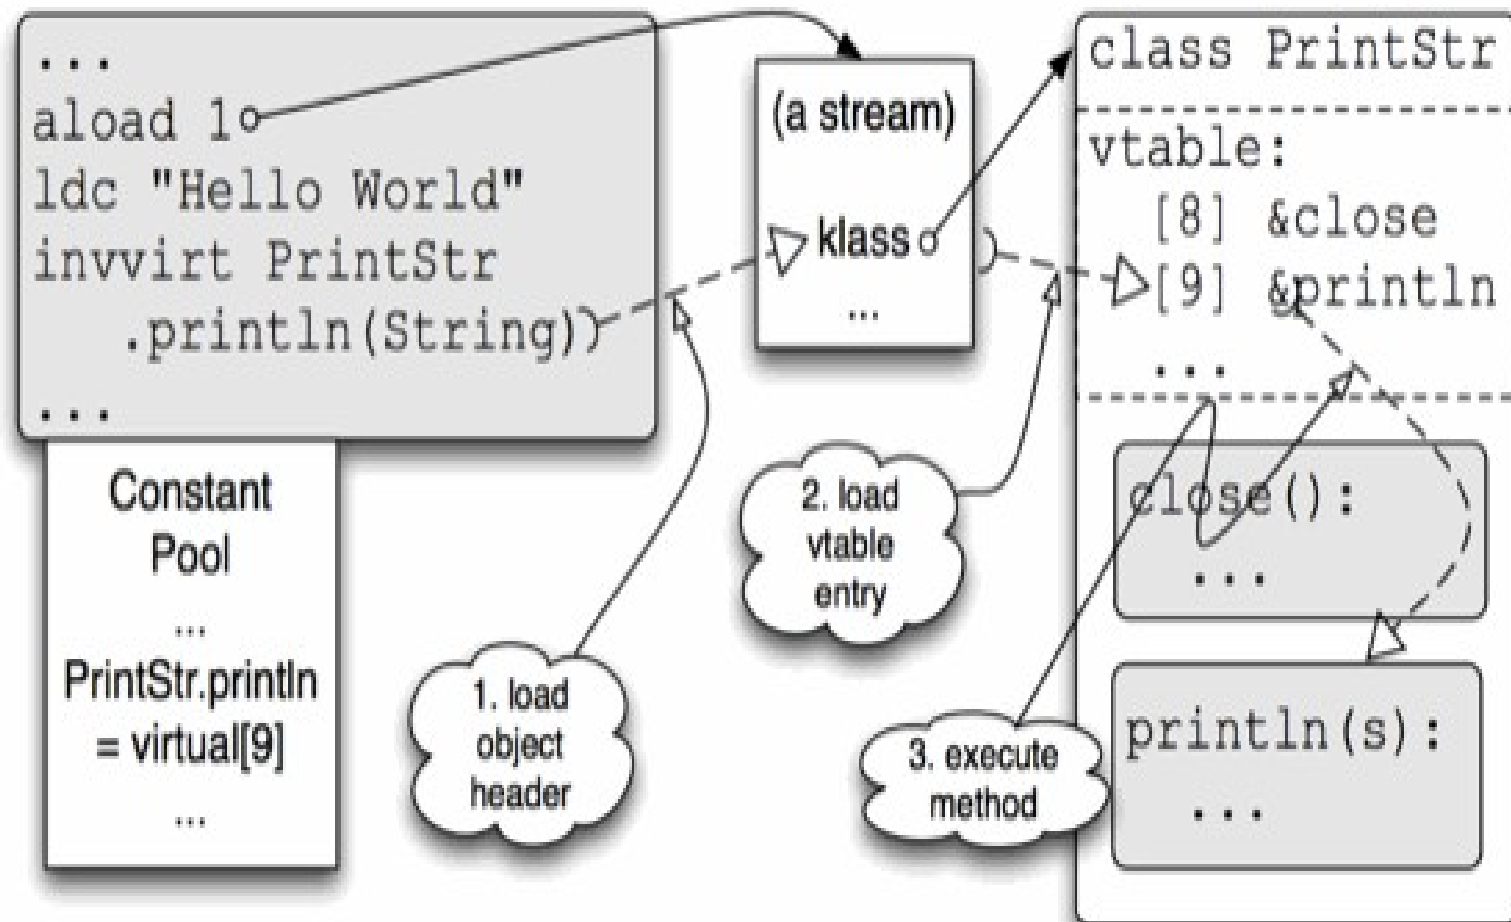 ...
aload 1
ldc "Hello World"
invvirt PrintStr
.println(String)
...
Constant
Pool
...
PrintStr.println
= virtual[9]
...
(a stream)
klass
...
1. load
object
header
2. load
vtable
entry
3. execute
method
class PrintStr
vtable:
[8] &close
[9] &println
...
close():
...
println(s):
...